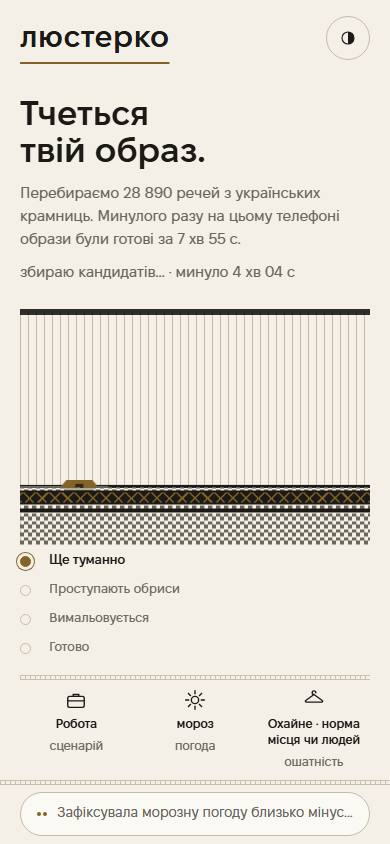 люстерко
Тчеться
твій образ.
Перебираємо 28 890 речей з українських
крамниць. Минулого разу на цьому телефоні
образи були готові за 7 хв 55 с.
збираю кандидатів… · минуло 4 хв 04 с
Ще туманно
Проступають обриси
Вимальовується
Готово
Робота
сценарій
мороз
погода
Охайне · норма
місця чи людей
ошатність
Зафіксувала морозну погоду близько мінус…